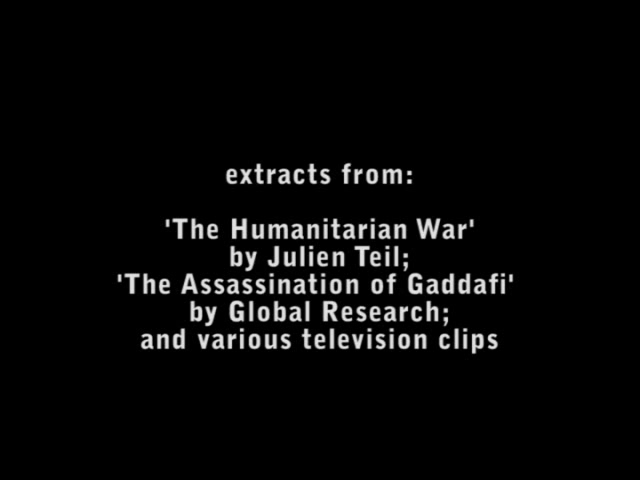 extracts from:
'The Humanitarian War'
by Julien Teil;
'The Assassination of Gaddafi'
by Global Research;
and various television clips